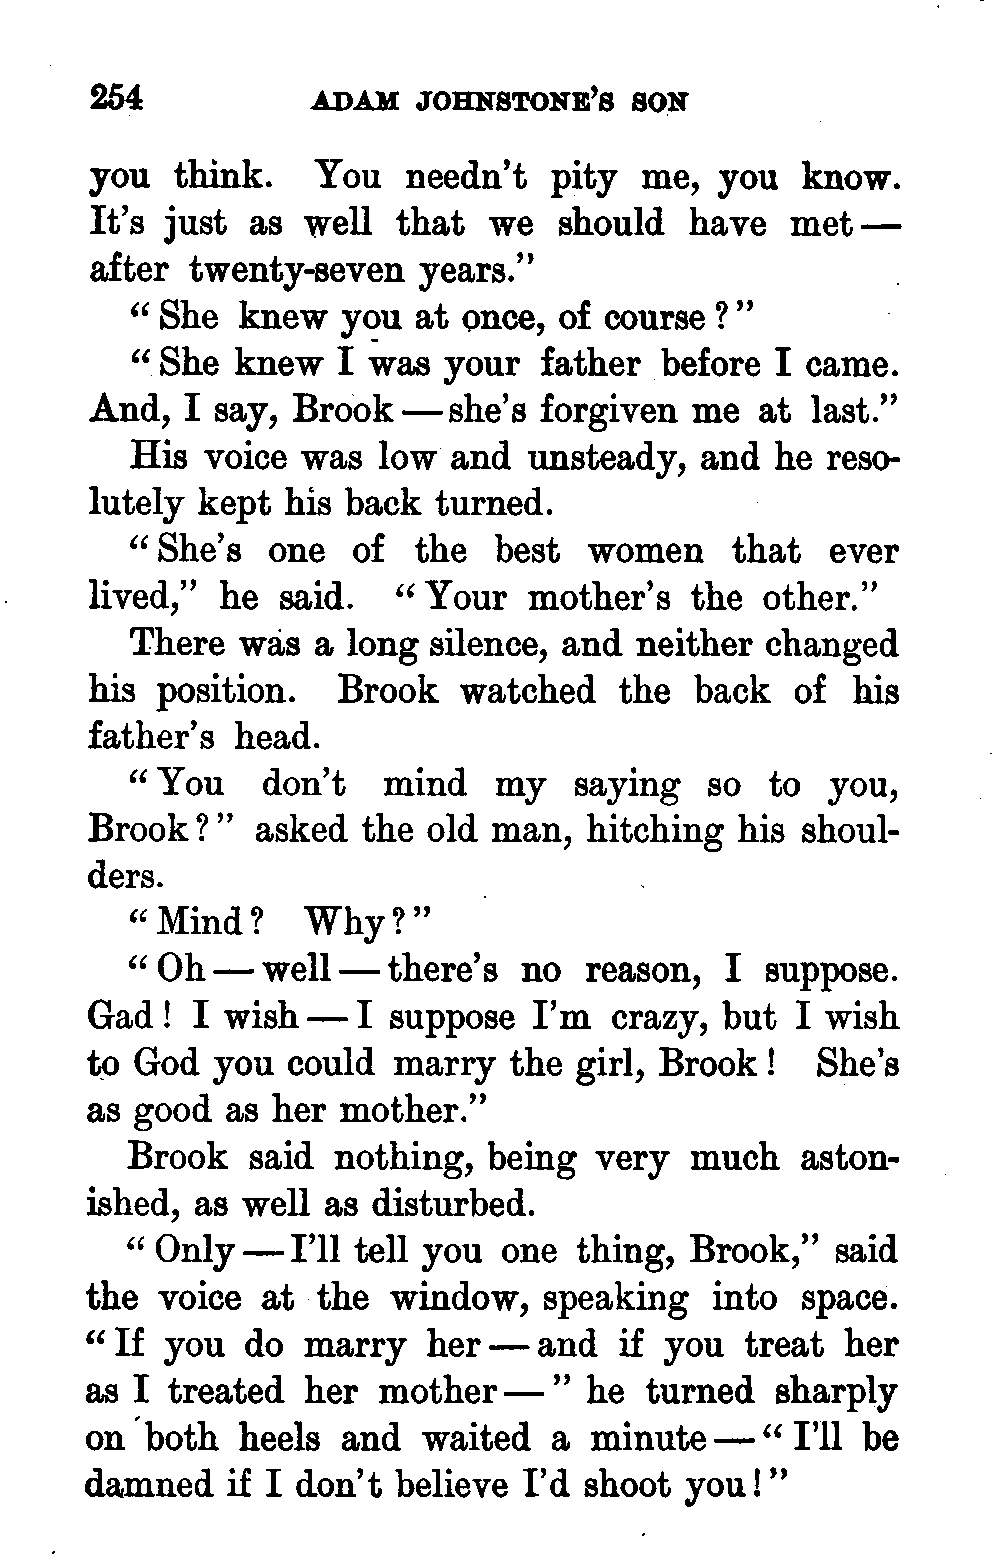 254 ADAM JOHNSTONE'S SON
you think. You needn't pity me, you know.
It's just as well that we should have met—
after twenty-seven years."
"She knew you at once, of course?"
"She knew I was your father before I came.
And, I say, Brook—she's forgiven me at last."
His voice was low and unsteady, and he reso-
lutely kept his back turned.
"She's one of the best women that ever
lived," he said. "Your mother's the other."
There was a long silence, and neither changed
his position. Brook watched the back of his
father's head.
"You don't mind my saying so to you,
Brook?" asked the old man, hitching his shoul-
ders.
"Mind? Why?"
"Oh—well—there's no reason, I suppose.
Gad! I wish—I suppose I'm crazy, but I wish
to God you could marry the girl, Brook! She's
as good as her mother."
Brook said nothing, being very much aston-
ished, as well as disturbed.
"Only—I'll tell you one thing, Brook," said
the voice at the window, speaking into space.
"If you do marry her—and if you treat her
as I treated her mother—" he turned sharply
on both heels and waited a minute—"I'll be
damned if I don't believe I'd shoot you!"